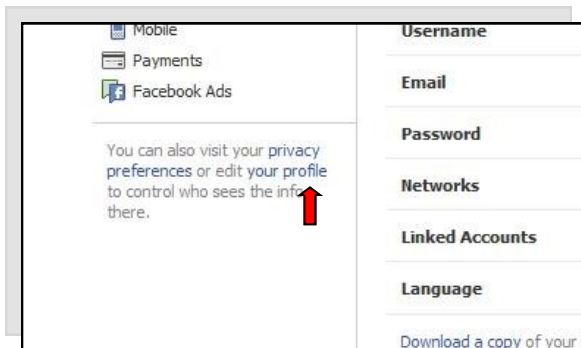 Mobile
Payments
Facebook Ads
You can also visit your privacy
preferences or edit your profile
to control who sees the info
there.
Username
Email
Password
Networks
Linked Accounts
Language
Download a copy of your